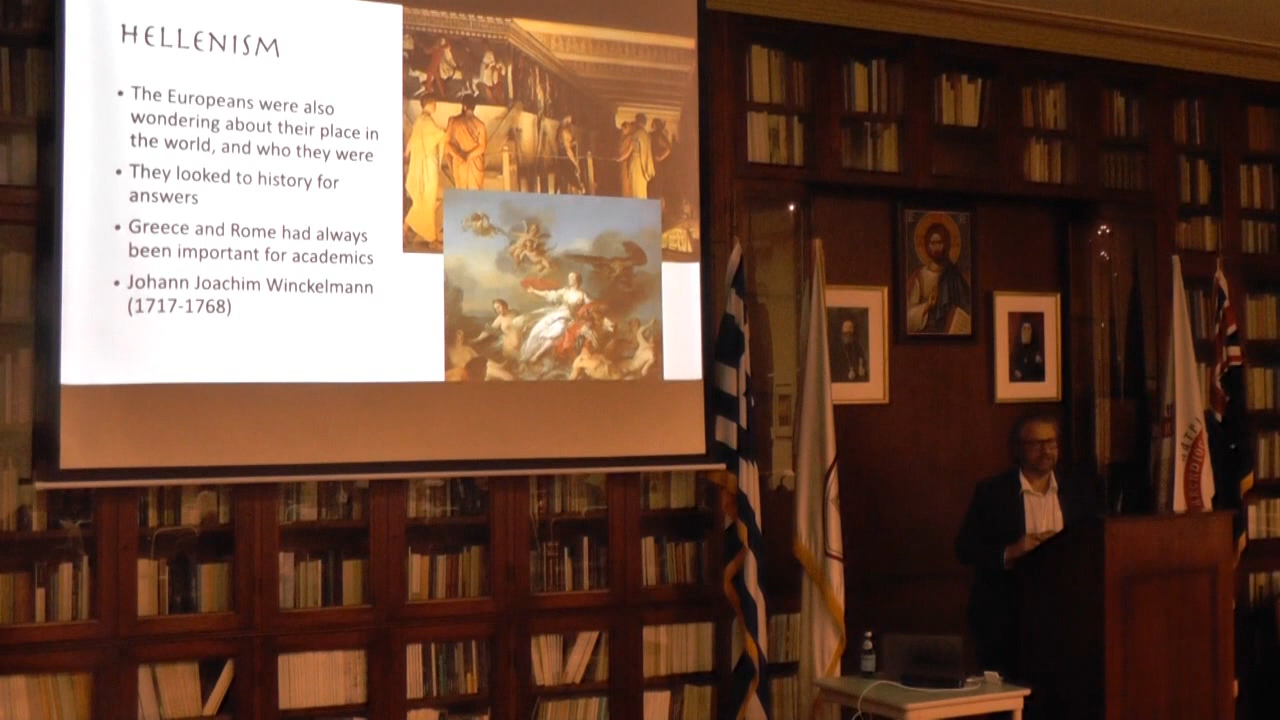 HELLENISM
• The Europeans were also
wondering about their place in
the world, and who they were
• They looked to history for
answers
• Greece and Rome had always
been important for academics
• Johann Joachim Winckelmann
(1717-1768)